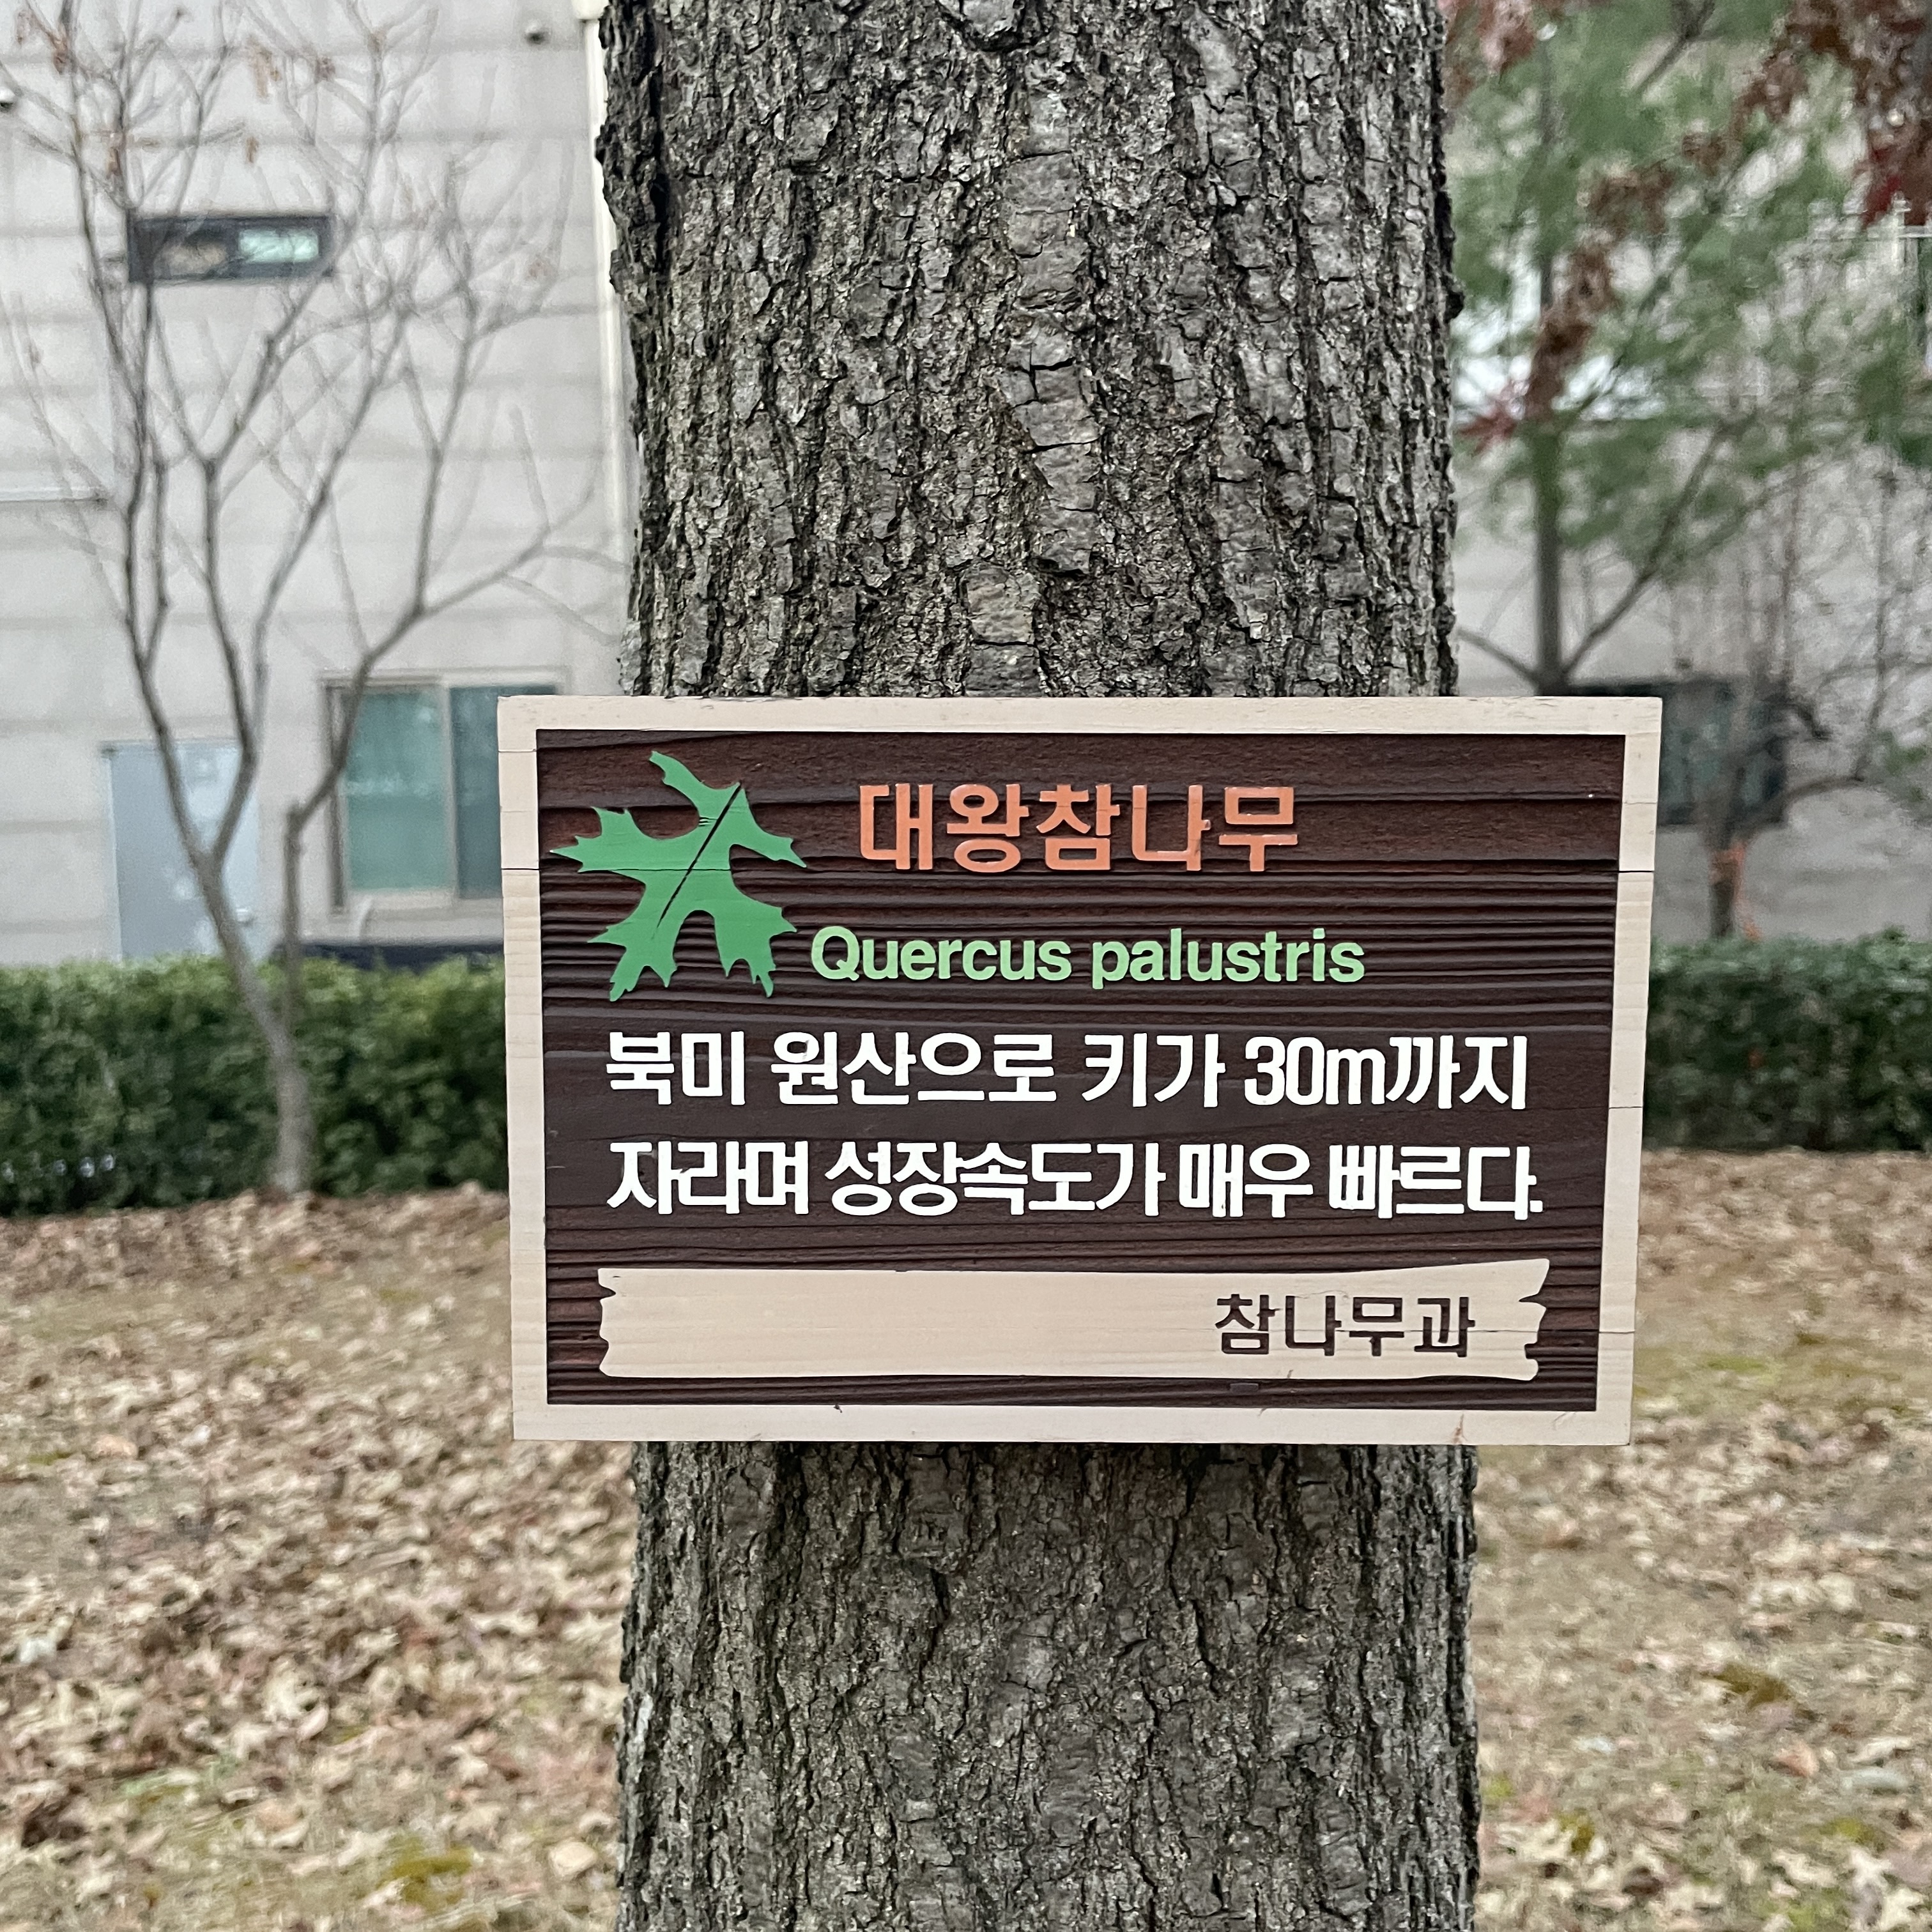 대왕참나무
Quercus palustris
북미 원산으로 키가 30m까지
자라며 성장속도가 매우 빠르다.
참나무과